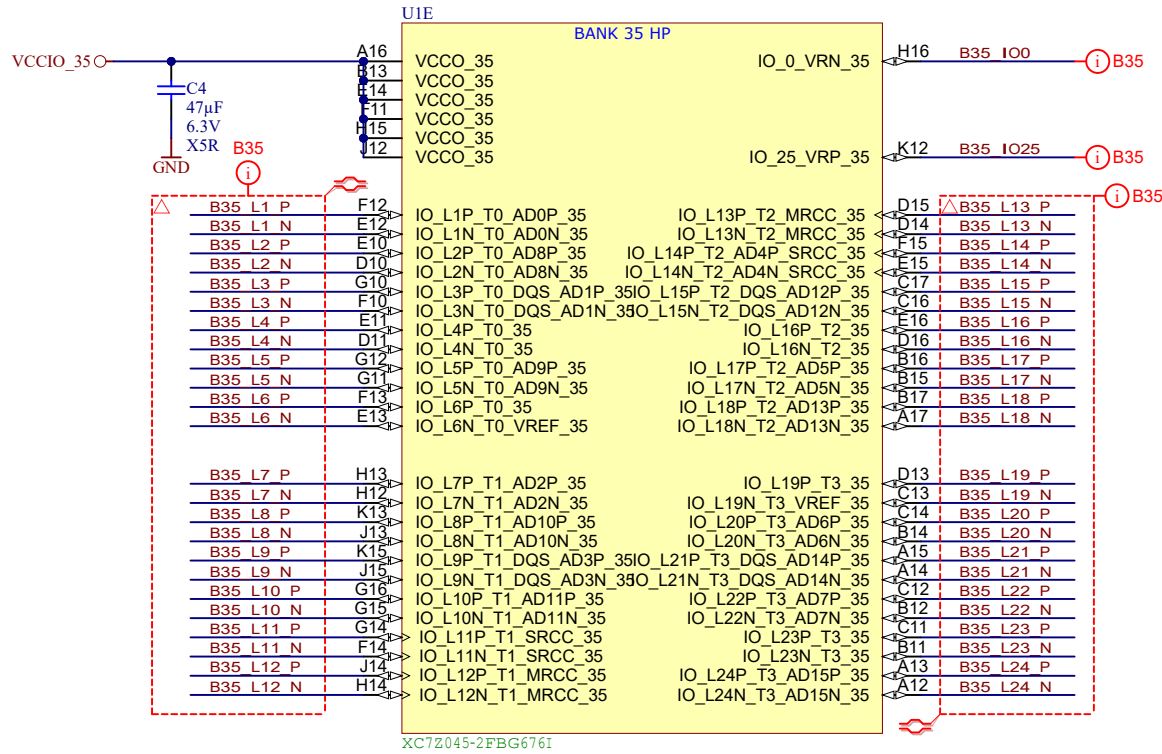 U1E
BANK 35 HP
VCCIO_35
A16 VCCO_35 IO_0_VRN_35 H16 B35_IO0 i B35
B13 VCCO_35
E14 VCCO_35
F11 VCCO_35
H15 VCCO_35
J12 VCCO_35 IO_25_VRP_35 K12 B35_IO25 i B35
C4
47µF
6.3V
X5R
GND
B35
i
i B35
B35_L1_P F12 IO_L1P_T0_AD0P_35 IO_L13P_T2_MRCC_35 D15 B35_L13_P
B35_L1_N E12 IO_L1N_T0_AD0N_35 IO_L13N_T2_MRCC_35 D14 B35_L13_N
B35_L2_P E10 IO_L2P_T0_AD8P_35 IO_L14P_T2_AD4P_SRCC_35 F15 B35_L14_P
B35_L2_N D10 IO_L2N_T0_AD8N_35 IO_L14N_T2_AD4N_SRCC_35 E15 B35_L14_N
B35_L3_P G10 IO_L3P_T0_DQS_AD1P_35 IO_L15P_T2_DQS_AD12P_35 C17 B35_L15_P
B35_L3_N F10 IO_L3N_T0_DQS_AD1N_35 IO_L15N_T2_DQS_AD12N_35 C16 B35_L15_N
B35_L4_P E11 IO_L4P_T0_35 IO_L16P_T2_35 E16 B35_L16_P
B35_L4_N D11 IO_L4N_T0_35 IO_L16N_T2_35 D16 B35_L16_N
B35_L5_P G12 IO_L5P_T0_AD9P_35 IO_L17P_T2_AD5P_35 B16 B35_L17_P
B35_L5_N G11 IO_L5N_T0_AD9N_35 IO_L17N_T2_AD5N_35 B15 B35_L17_N
B35_L6_P F13 IO_L6P_T0_35 IO_L18P_T2_AD13P_35 B17 B35_L18_P
B35_L6_N E13 IO_L6N_T0_VREF_35 IO_L18N_T2_AD13N_35 A17 B35_L18_N
B35_L7_P H13 IO_L7P_T1_AD2P_35 IO_L19P_T3_35 D13 B35_L19_P
B35_L7_N H12 IO_L7N_T1_AD2N_35 IO_L19N_T3_VREF_35 C13 B35_L19_N
B35_L8_P K13 IO_L8P_T1_AD10P_35 IO_L20P_T3_AD6P_35 C14 B35_L20_P
B35_L8_N J13 IO_L8N_T1_AD10N_35 IO_L20N_T3_AD6N_35 B14 B35_L20_N
B35_L9_P K15 IO_L9P_T1_DQS_AD3P_35 IO_L21P_T3_DQS_AD14P_35 A15 B35_L21_P
B35_L9_N J15 IO_L9N_T1_DQS_AD3N_35 IO_L21N_T3_DQS_AD14N_35 A14 B35_L21_N
B35_L10_P G16 IO_L10P_T1_AD11P_35 IO_L22P_T3_AD7P_35 C12 B35_L22_P
B35_L10_N G15 IO_L10N_T1_AD11N_35 IO_L22N_T3_AD7N_35 B12 B35_L22_N
B35_L11_P G14 IO_L11P_T1_SRCC_35 IO_L23P_T3_35 C11 B35_L23_P
B35_L11_N F14 IO_L11N_T1_SRCC_35 IO_L23N_T3_35 B11 B35_L23_N
B35_L12_P J14 IO_L12P_T1_MRCC_35 IO_L24P_T3_AD15P_35 A13 B35_L24_P
B35_L12_N H14 IO_L12N_T1_MRCC_35 IO_L24N_T3_AD15N_35 A12 B35_L24_N
XC7Z045-2FBG676I